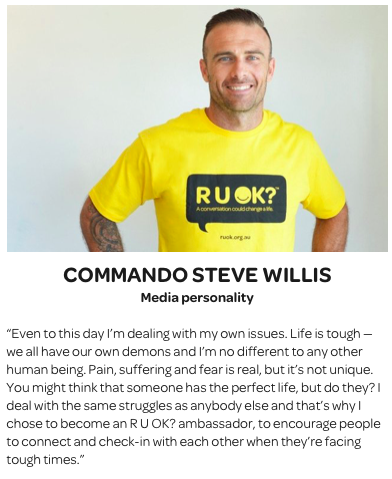 R U OK?™
A conversation could change a life.
ruok.org.au
COMMANDO STEVE WILLIS
Media personality
“Even to this day I’m dealing with my own issues. Life is tough –
we all have our own demons and I’m no different to any other
human being. Pain, suffering and fear is real, but it’s not unique.
You might think that someone has the perfect life, but do they? I
deal with the same struggles as anybody else and that’s why I
chose to become an R U OK? ambassador, to encourage people
to connect and check-in with each other when they’re facing
tough times.”